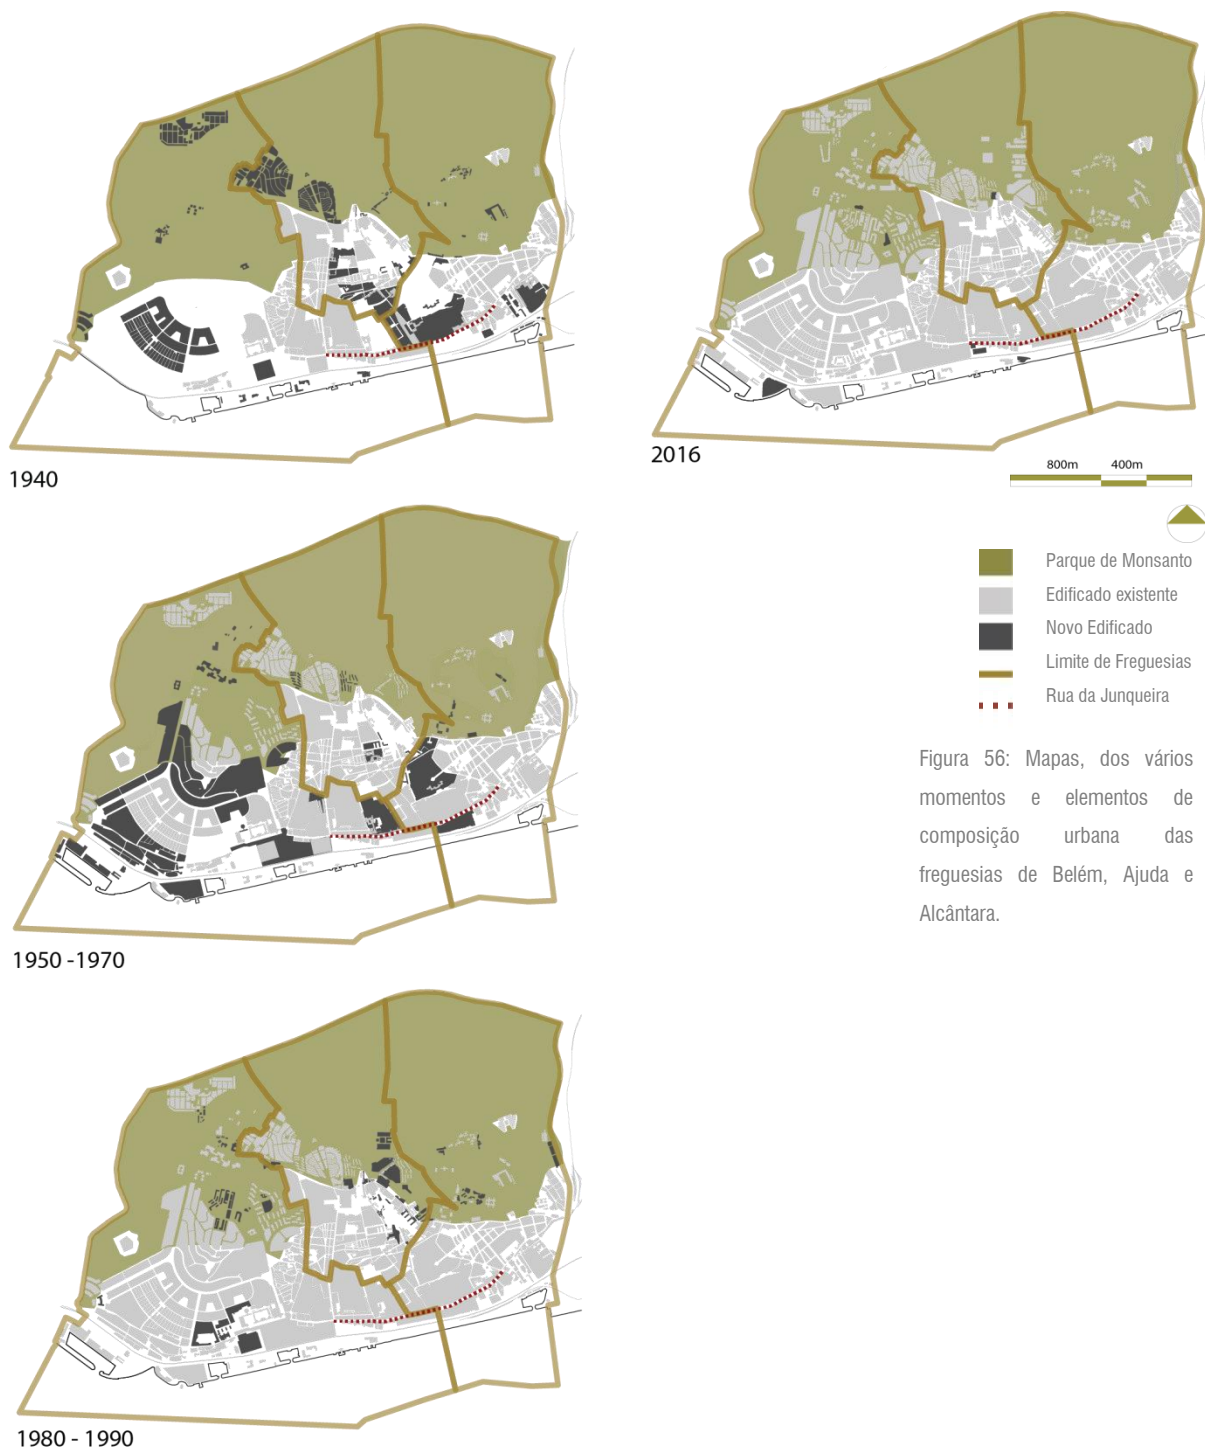 1940
2016
800m 400m
Parque de Monsanto
Edificado existente
Novo Edificado
Limite de Freguesias
Rua da Junqueira
Figura 56: Mapas, dos vários
momentos e elementos de
composição urbana das
freguesias de Belém, Ajuda e
Alcântara.
1950 -1970
1980 - 1990